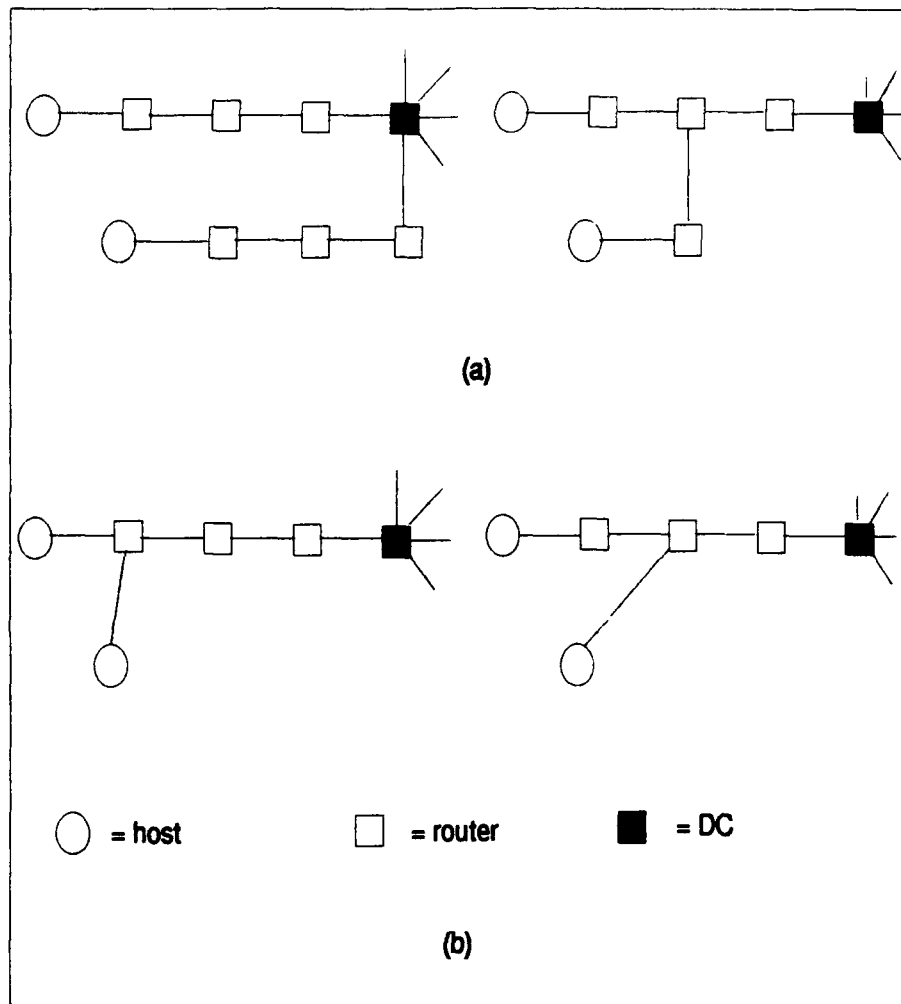 (a)
= host = router = DC
(b)